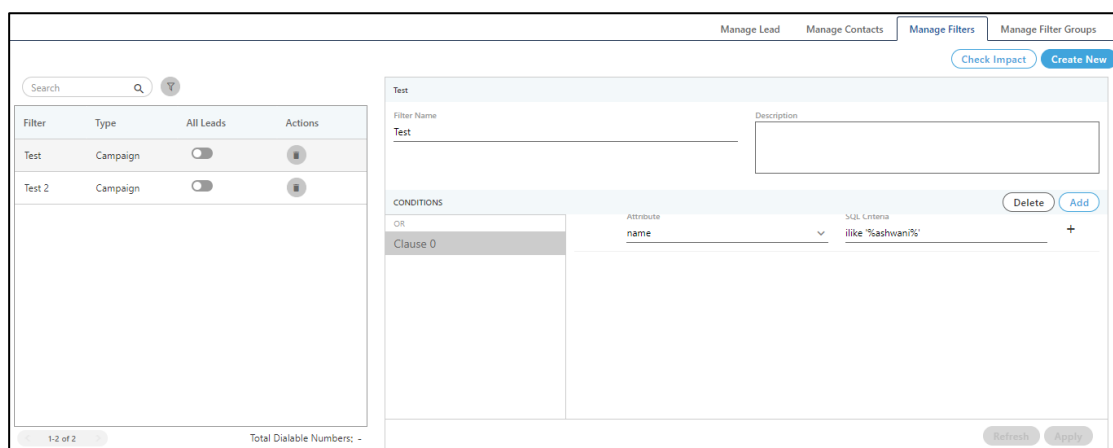 Manage Lead Manage Contacts Manage Filters Manage Filter Groups
Check Impact Create New
Search
Filter Type All Leads Actions
Test Campaign
Test 2 Campaign
1-2 of 2 Total Dialable Numbers: -
Test
Filter Name Description
Test
CONDITIONS Delete Add
OR Attribute SQL Criteria
Clause 0 name ilike '%ashwani%' +
Refresh Apply